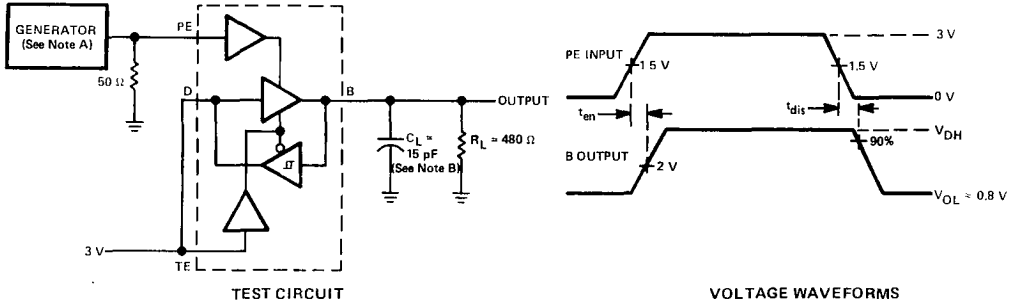 GENERATOR
(See Note A)
PE
50 Ω
D
B
OUTPUT
C_L =
15 pF
(See Note B)
R_L = 480 Ω
3 V
TE
TEST CIRCUIT
PE INPUT
1.5 V
1.5 V
3 V
0 V
t_en
t_dis
B OUTPUT
2 V
V_DH
90%
V_OL ≈ 0.8 V
VOLTAGE WAVEFORMS